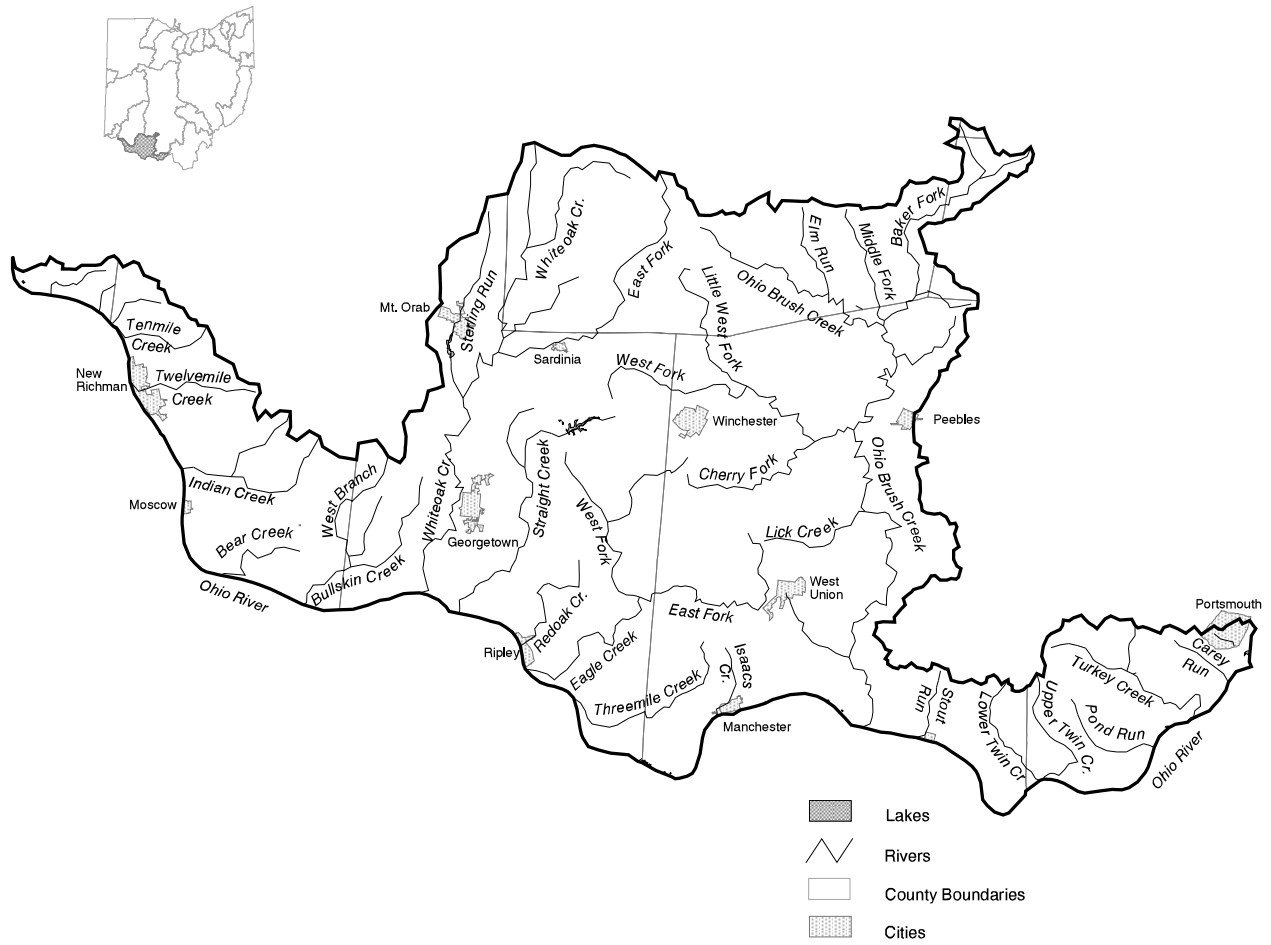 Baker Fork
Elm Run
Middle Fork
Whiteoak Cr.
East Fork
Ohio Brush Creek
Little West Fork
Sterling Run
Mt. Orab
Sardinia
West Fork
Tenmile
Creek
New
Richman
Twelvemile
Creek
Winchester
Peebles
Cherry Fork
Ohio Brush Creek
Straight Creek
Whiteoak Cr.
West Branch
Indian Creek
Moscow
Bear Creek
Georgetown
West Fork
Lick Creek
Bullskin Creek
Ohio River
West
Union
East Fork
Redoak Cr.
Ripley
Eagle Creek
Threemile Creek
Isaacs
Cr.
Manchester
Portsmouth
Carey
Run
Turkey Creek
Stout
Run
Lower Twin Cr
Upper Twin Cr.
Pond Run
Ohio River
Lakes
Rivers
County Boundaries
Cities